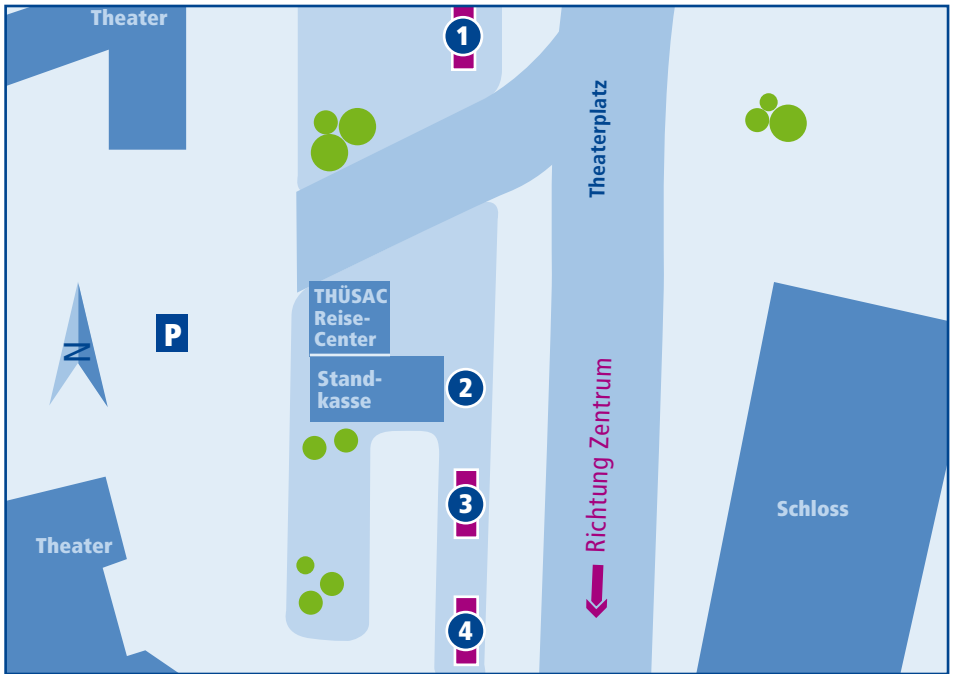 Theater
1
Theaterplatz
THÜSAC
Reise-
Center
P
N
Stand-
kasse
2
Richtung Zentrum
3
Schloss
Theater
4